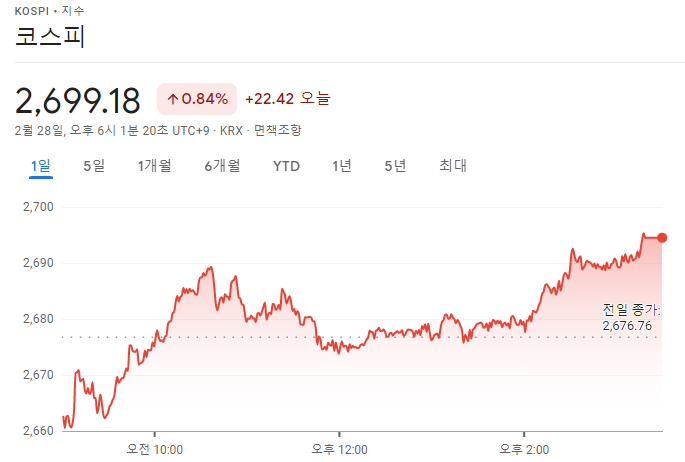 KOSPI • 지수
코스피
2,699.18 ↑ 0.84% +22.42 오늘
2월 28일, 오후 6시 1분 20초 UTC+9 · KRX · 면책조항
1일 5일 1개월 6개월 YTD 1년 5년 최대
2,700
2,690
2,680
전일 종가:
2,676.76
2,670
2,660
오전 10:00 오후 12:00 오후 2:00